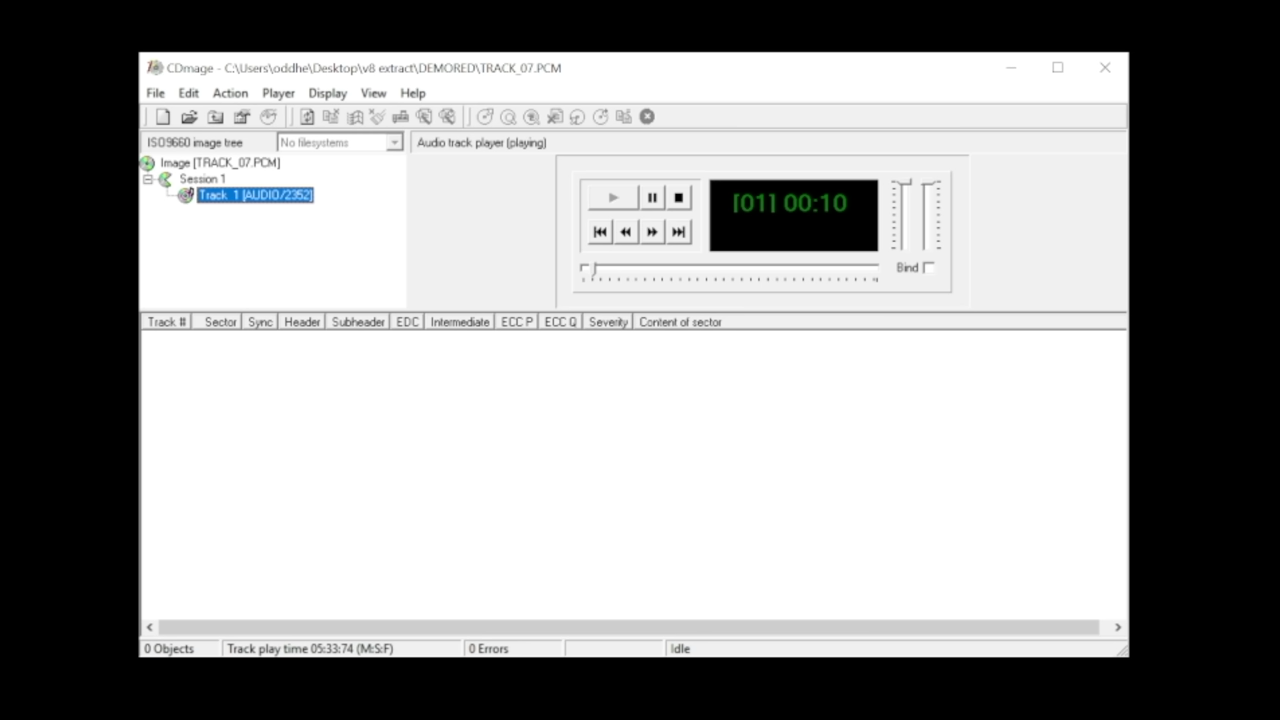 CDmage - C:\Users\oddhe\Desktop\v8 extract\DEMORED\TRACK_07.PCM
File Edit Action Player Display View Help
ISO9660 image tree No filesystems Audio track player (playing)
Image [TRACK_07.PCM]
Session 1
Track 1 [AUDIO/2352]
[01] 00:10
Bind
Track # Sector Sync Header Subheader EDC Intermediate ECC P ECC Q Severity Content of sector
0 Objects Track play time 05:33:74 (M:S:F) 0 Errors Idle